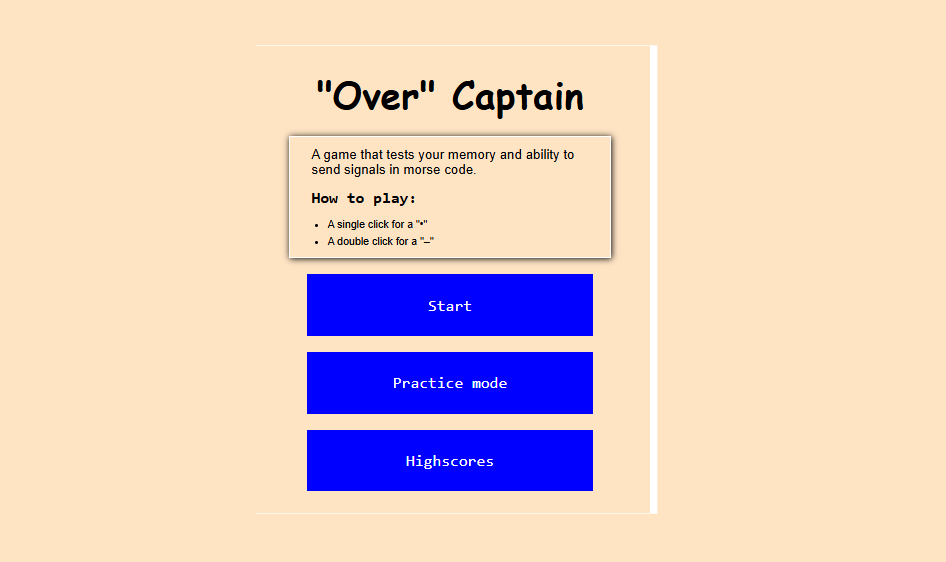 "Over" Captain
A game that tests your memory and ability to
send signals in morse code.
How to play:
• A single click for a "•"
• A double click for a "–"
Start
Practice mode
Highscores